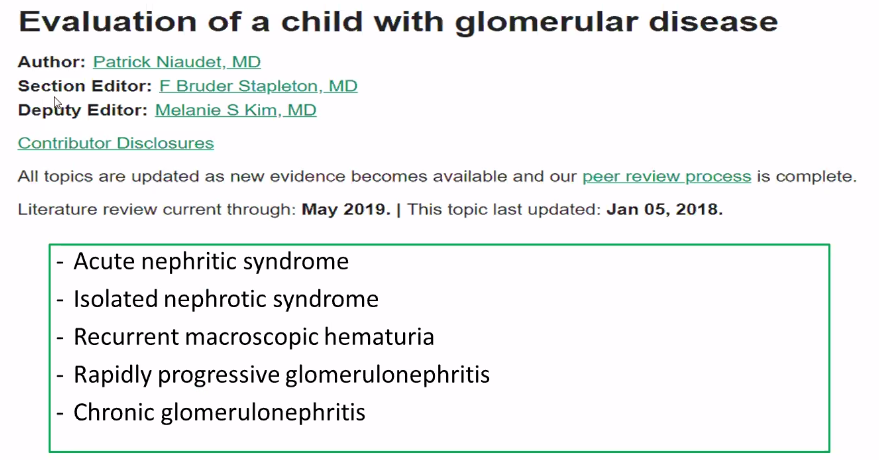 Evaluation of a child with glomerular disease
Author: Patrick Niaudet, MD
Section Editor: F Bruder Stapleton, MD
Deputy Editor: Melanie S Kim, MD
Contributor Disclosures
All topics are updated as new evidence becomes available and our peer review process is complete.
Literature review current through: May 2019. | This topic last updated: Jan 05, 2018.
- Acute nephritic syndrome
- Isolated nephrotic syndrome
- Recurrent macroscopic hematuria
- Rapidly progressive glomerulonephritis
- Chronic glomerulonephritis